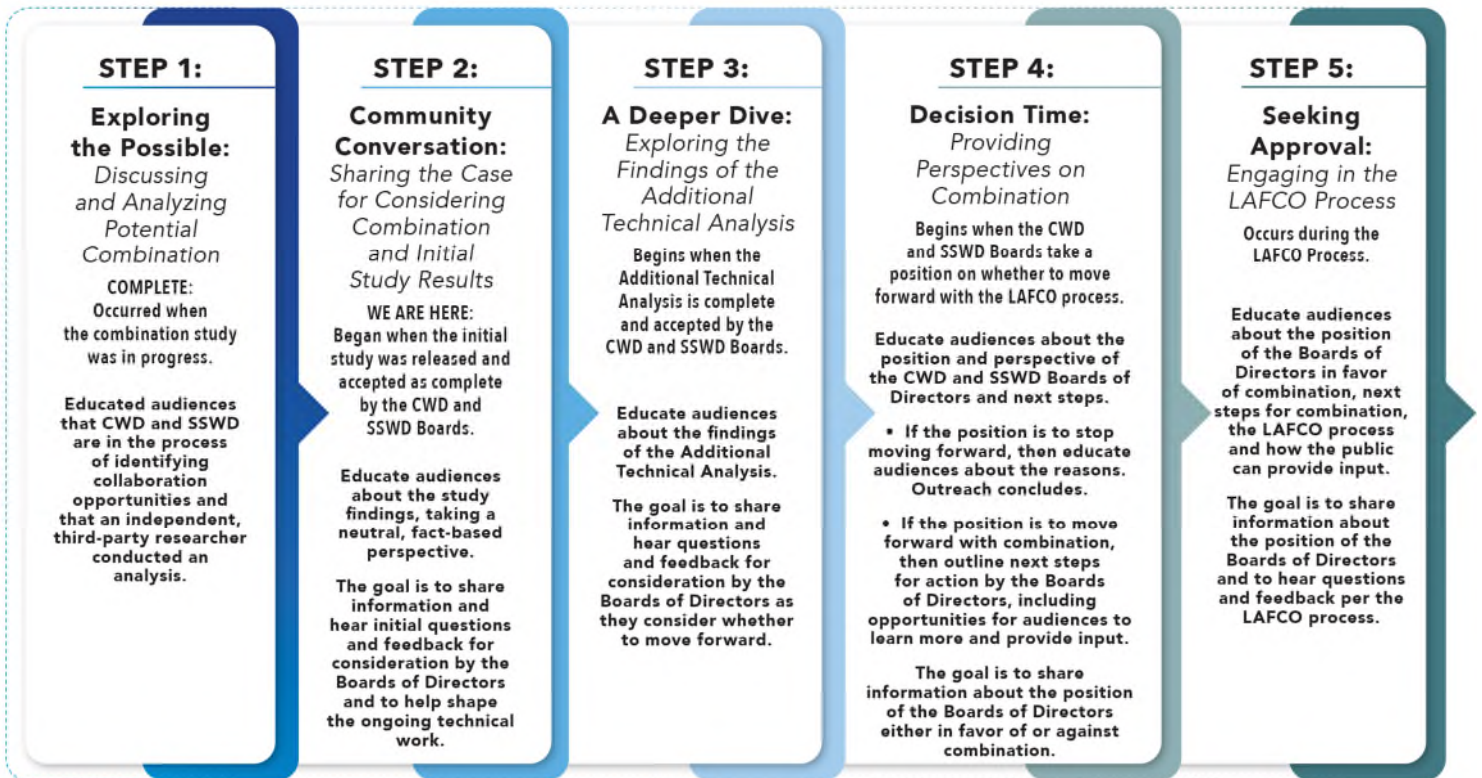 STEP 1:
Exploring
the Possible:
Discussing
and Analyzing
Potential
Combination
COMPLETE:
Occurred when
the combination study
was in progress.
Educated audiences
that CWD and SSWD
are in the process
of identifying
collaboration
opportunities and
that an independent,
third-party researcher
conducted an
analysis.
STEP 2:
Community
Conversation:
Sharing the Case
for Considering
Combination
and Initial
Study Results
WE ARE HERE:
Began when the initial
study was released and
accepted as complete
by the CWD and
SSWD Boards.
Educate audiences
about the study
findings, taking a
neutral, fact-based
perspective.
The goal is to share
information and
hear initial questions
and feedback for
consideration by the
Boards of Directors
and to help shape
the ongoing technical
work.
STEP 3:
A Deeper Dive:
Exploring the
Findings of the
Additional
Technical Analysis
Begins when the
Additional Technical
Analysis is complete
and accepted by the
CWD and SSWD Boards.
Educate audiences
about the findings
of the Additional
Technical Analysis.
The goal is to share
information and
hear questions
and feedback for
consideration by the
Boards of Directors as
they consider whether
to move forward.
STEP 4:
Decision Time:
Providing
Perspectives on
Combination
Begins when the CWD
and SSWD Boards take a
position on whether to move
forward with the LAFCO process.
Educate audiences about the
position and perspective of
the CWD and SSWD Boards of
Directors and next steps.
• If the position is to stop
moving forward, then educate
audiences about the reasons.
Outreach concludes.
• If the position is to move
forward with combination,
then outline next steps
for action by the Boards
of Directors, including
opportunities for audiences to
learn more and provide input.
The goal is to share
information about the position
of the Boards of Directors
either in favor of or against
combination.
STEP 5:
Seeking
Approval:
Engaging in the
LAFCO Process
Occurs during the
LAFCO Process.
Educate audiences
about the position
of the Boards of
Directors in favor
of combination, next
steps for combination,
the LAFCO process
and how the public
can provide input.
The goal is to share
information about
the position of the
Boards of Directors
and to hear questions
and feedback per the
LAFCO process.